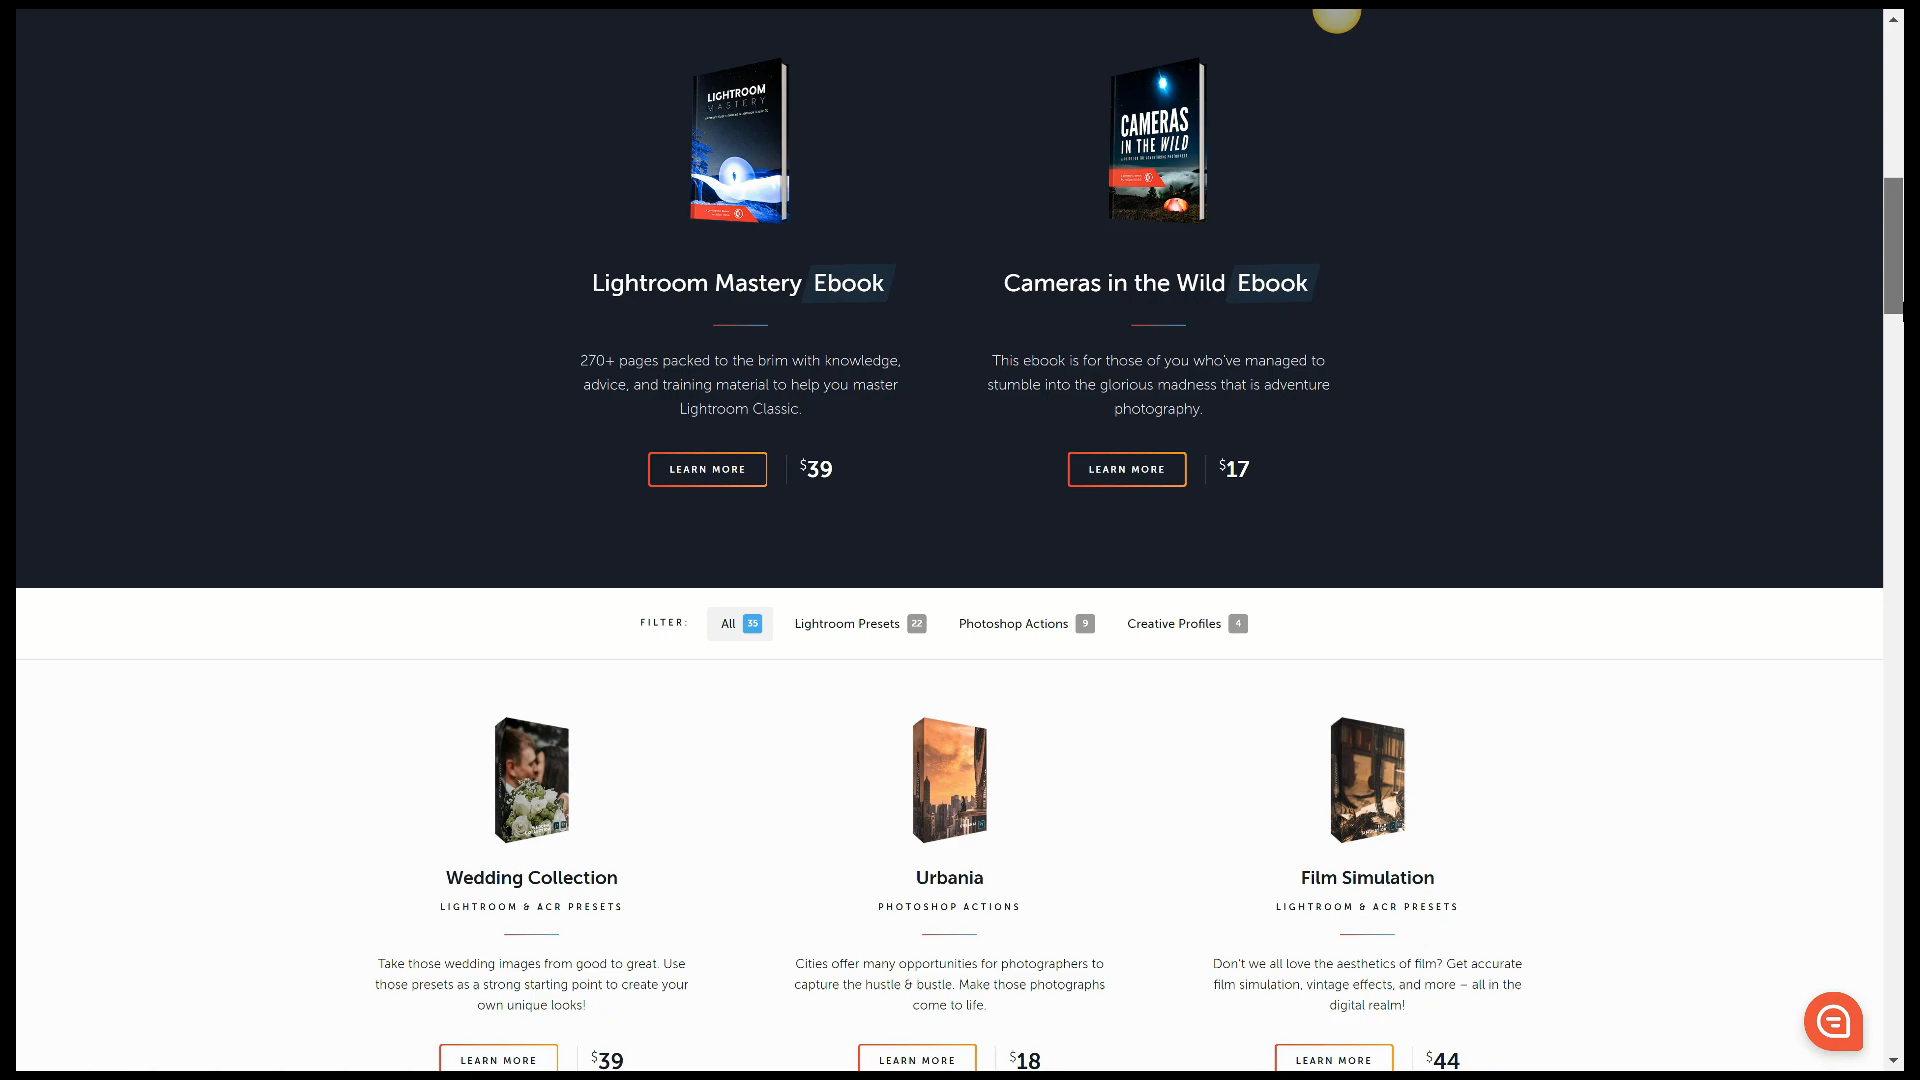 LIGHTROOM
MASTERY
CAMERAS
IN THE WILD
Lightroom Mastery Ebook
Cameras in the Wild Ebook
270+ pages packed to the brim with knowledge,
advice, and training material to help you master
Lightroom Classic.
This ebook is for those of you who've managed to
stumble into the glorious madness that is adventure
photography.
LEARN MORE $39
LEARN MORE $17
FILTER: All 35 Lightroom Presets 22 Photoshop Actions 9 Creative Profiles 4
Wedding Collection
LIGHTROOM & ACR PRESETS
Take those wedding images from good to great. Use
those presets as a strong starting point to create your
own unique looks!
LEARN MORE $39
Urbania
PHOTOSHOP ACTIONS
Cities offer many opportunities for photographers to
capture the hustle & bustle. Make those photographs
come to life.
LEARN MORE $18
Film Simulation
LIGHTROOM & ACR PRESETS
Don't we all love the aesthetics of film? Get accurate
film simulation, vintage effects, and more – all in the
digital realm!
LEARN MORE $44